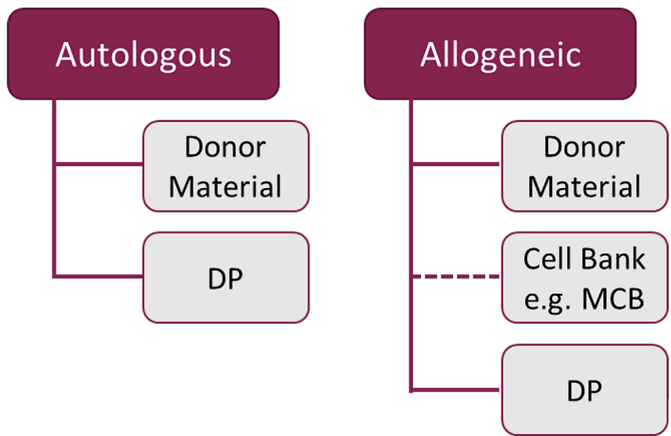 Autologous
Donor
Material
DP
Allogeneic
Donor
Material
Cell Bank
e.g. MCB
DP